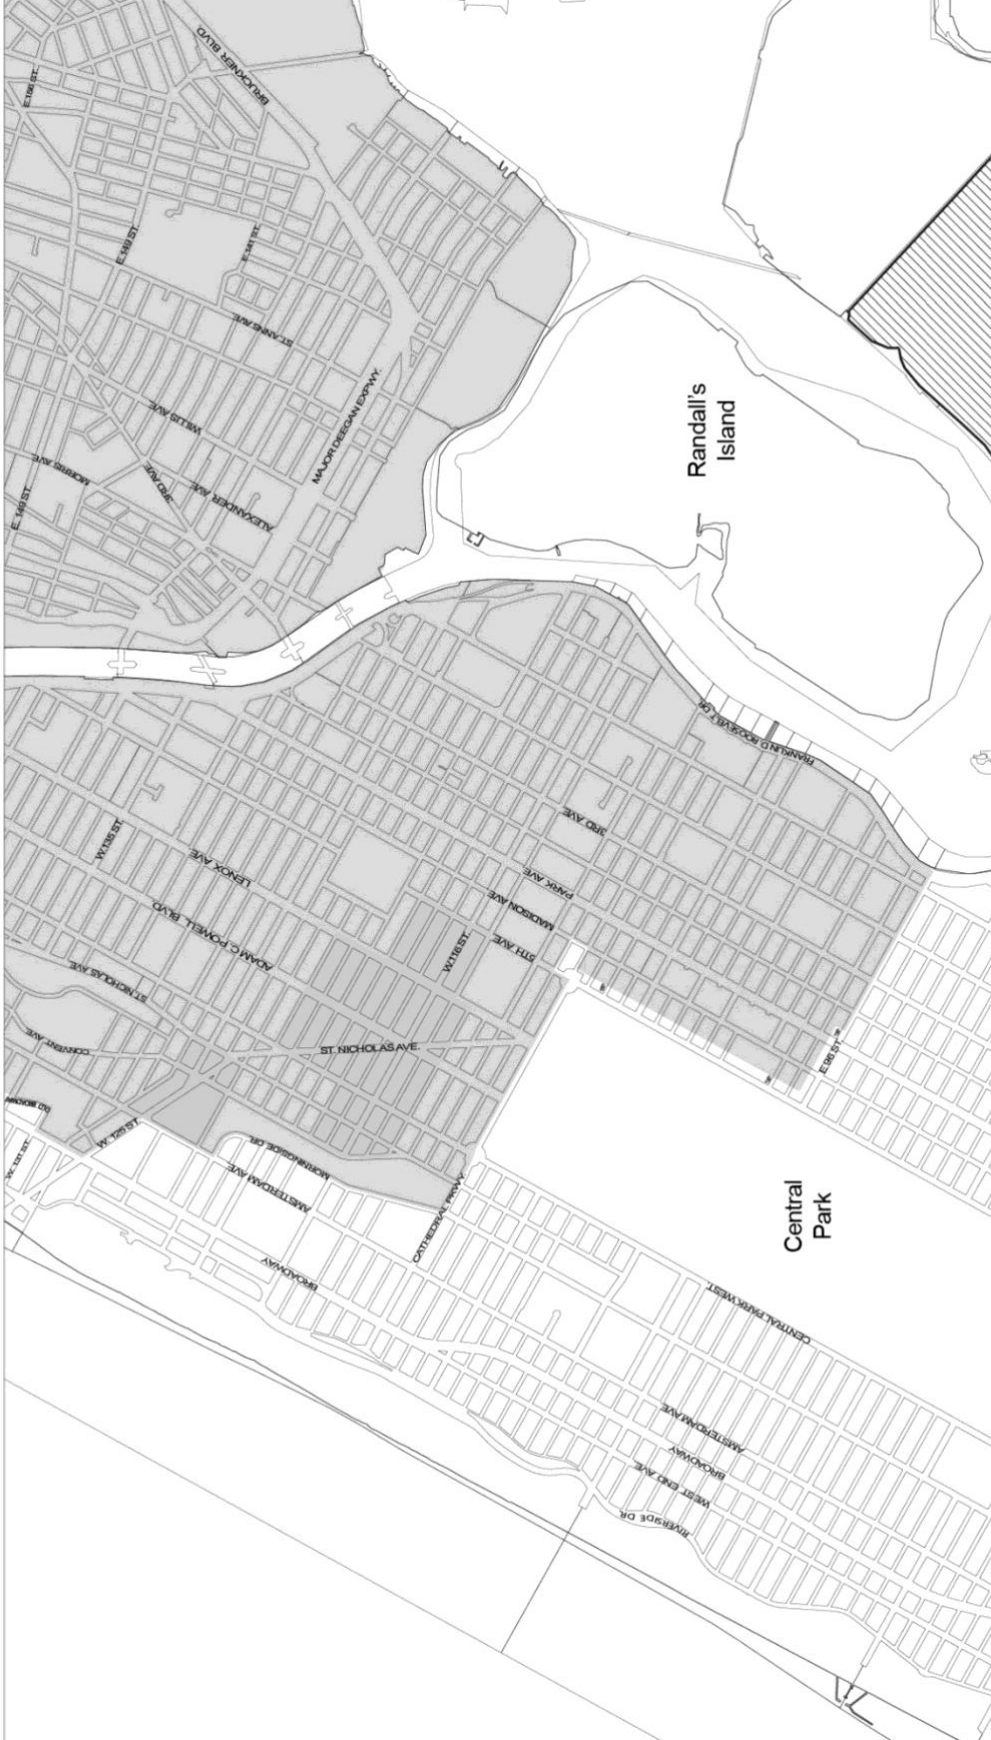 BRUCKNER BLVD.
E 156 ST.
E. 149 ST.
E. 141 ST.
ST. ANNS AVE.
WILLIS AVE.
MAJOR DEEGAN EXPWY.
MORRIS AVE.
3RD AVE.
ALEXANDER AVE.
E. 149 ST.
Randall's
Island
FRANKLIN D ROOSEVELT DR.
3RD AVE.
PARK AVE.
MADISON AVE.
5TH AVE.
W.135 ST.
LENOX AVE.
ADAM C. POWELL BLVD.
W.116 ST.
ST. NICHOLAS AVE.
CONVENT AVE.
ST. NICHOLAS AVE.
E 96 ST.
W. 125 ST.
W. 131 ST.
MORNINGSIDE DR.
AMSTERDAM AVE.
BROADWAY
CATHEDRAL PKWY.
Central
Park
CENTRAL PARK WEST.
AMSTERDAM AVE.
BROADWAY
WEST END AVE.
RIVERSIDE DR.